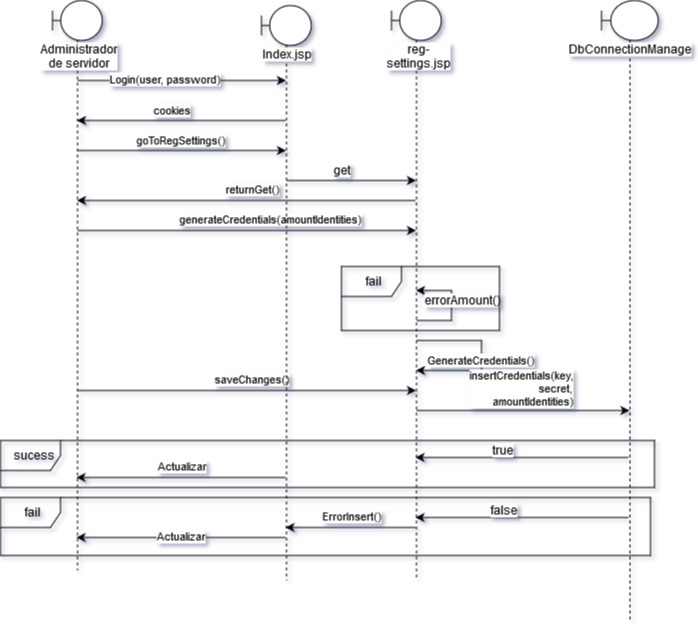 Administrador
de servidor
Index.jsp
reg-
settings.jsp
DbConnectionManage
Login(user, password)
cookies
goToRegSettings()
get
returnGet()
generateCredentials(amountIdentities)
fail
errorAmount()
GenerateCredentials()
saveChanges()
insertCredentials(key,
secret,
amountIdentities)
sucess
true
Actualizar
fail
false
ErrorInsert()
Actualizar